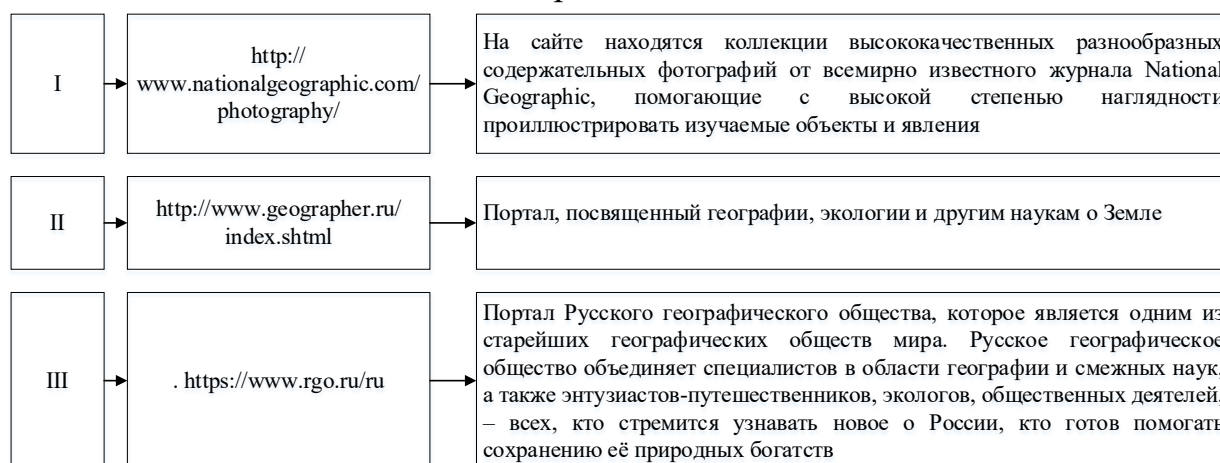 I
http://
www.nationalgeographic.com/
photography/
На сайте находятся коллекции высококачественных разнообразных
содержательных фотографий от всемирно известного журнала National
Geographic, помогающие с высокой степенью наглядности
проиллюстрировать изучаемые объекты и явления
II
http://www.geographer.ru/
index.shtml
Портал, посвященный географии, экологии и другим наукам о Земле
III
. https://www.rgo.ru/ru
Портал Русского географического общества, которое является одним из
старейших географических обществ мира. Русское географическое
общество объединяет специалистов в области географии и смежных наук,
а также энтузиастов-путешественников, экологов, общественных деятелей,
– всех, кто стремится узнавать новое о России, кто готов помогать
сохранению её природных богатств